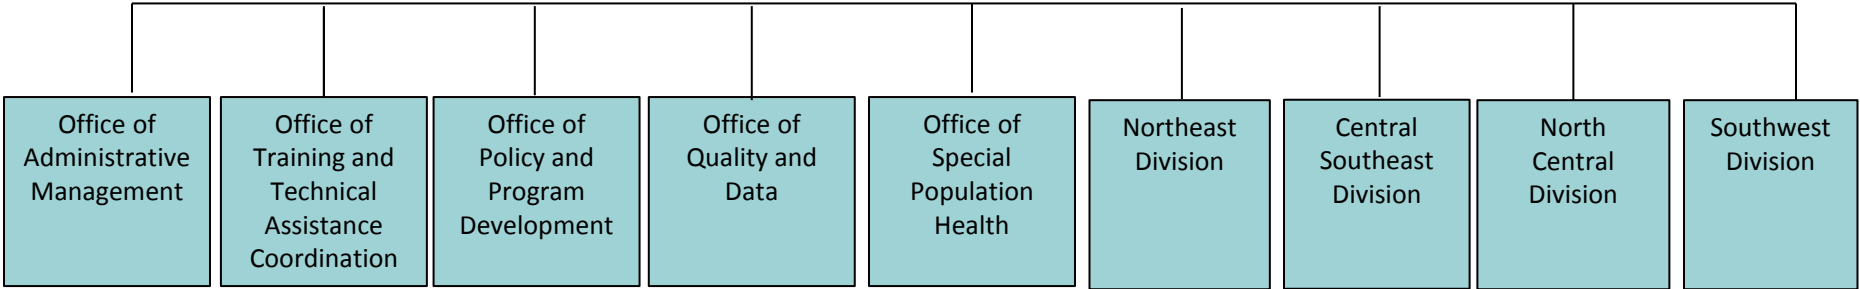 Office of
Administrative
Management
Office of
Training and
Technical
Assistance
Coordination
Office of
Policy and
Program
Development
Office of
Quality and
Data
Office of
Special
Population
Health
Northeast
Division
Central
Southeast
Division
North
Central
Division
Southwest
Division